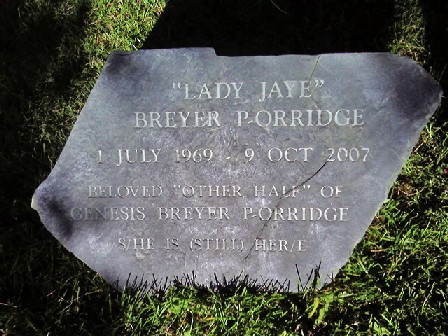 "LADY JAYE"
BREYER P-ORRIDGE
1 JULY 1969 - 9 OCT 2007
BELOVED "OTHER HALF" OF
GENESIS BREYER P-ORRIDGE
S/HE IS (STILL) HER/E